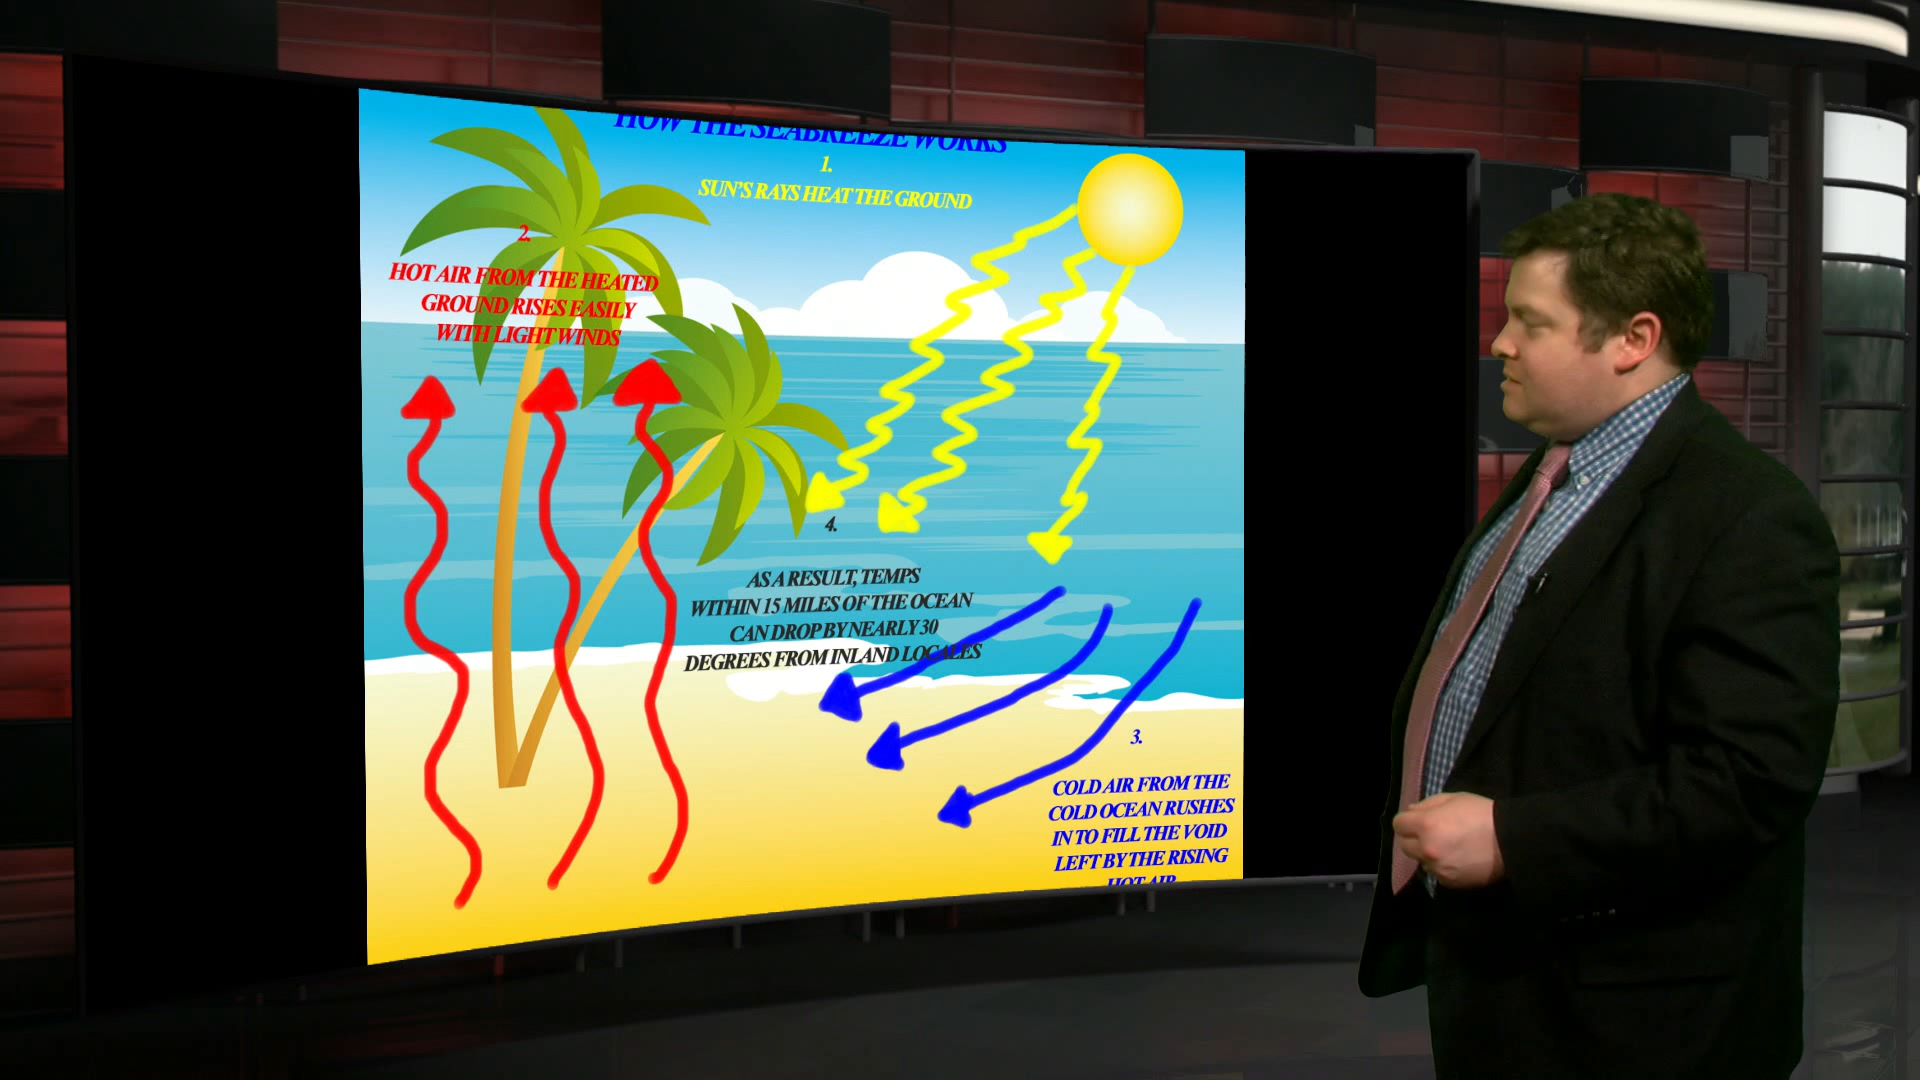 HOW THE SEABREEZE WORKS
1.
SUN'S RAYS HEAT THE GROUND
2.
HOT AIR FROM THE HEATED
GROUND RISES EASILY
WITH LIGHT WINDS
4.
AS A RESULT, TEMPS
WITHIN 15 MILES OF THE OCEAN
CAN DROP BY NEARLY 30
DEGREES FROM INLAND LOCALES
3.
COLD AIR FROM THE
COLD OCEAN RUSHES
IN TO FILL THE VOID
LEFT BY THE RISING
HOT AIR